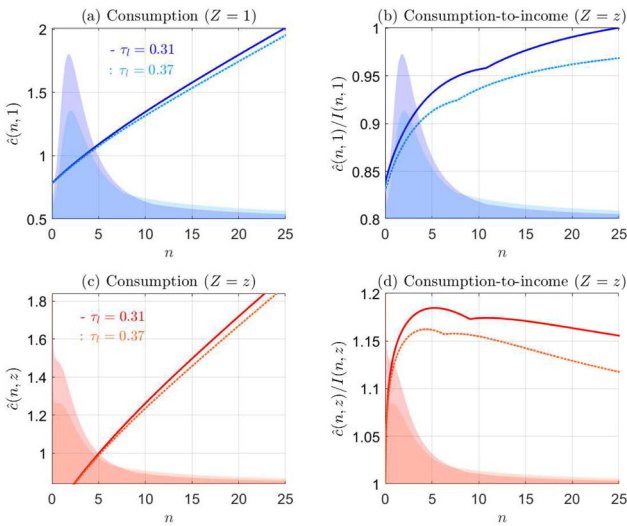 (a) Consumption (Z = 1)
2
1.5
1
0.5
0 5 10 15 20 25
- τl = 0.31
: τl = 0.37
ĉ(n, 1)
n
(b) Consumption-to-income (Z = z)
1
0.95
0.9
0.85
0.8
0 5 10 15 20 25
ĉ(n, 1)/I(n, 1)
n
(c) Consumption (Z = z)
1.8
1.6
1.4
1.2
1
0 5 10 15 20 25
- τl = 0.31
: τl = 0.37
ĉ(n, z)
n
(d) Consumption-to-income (Z = z)
1.2
1.15
1.1
1.05
1
0 5 10 15 20 25
ĉ(n, z)/I(n, z)
n